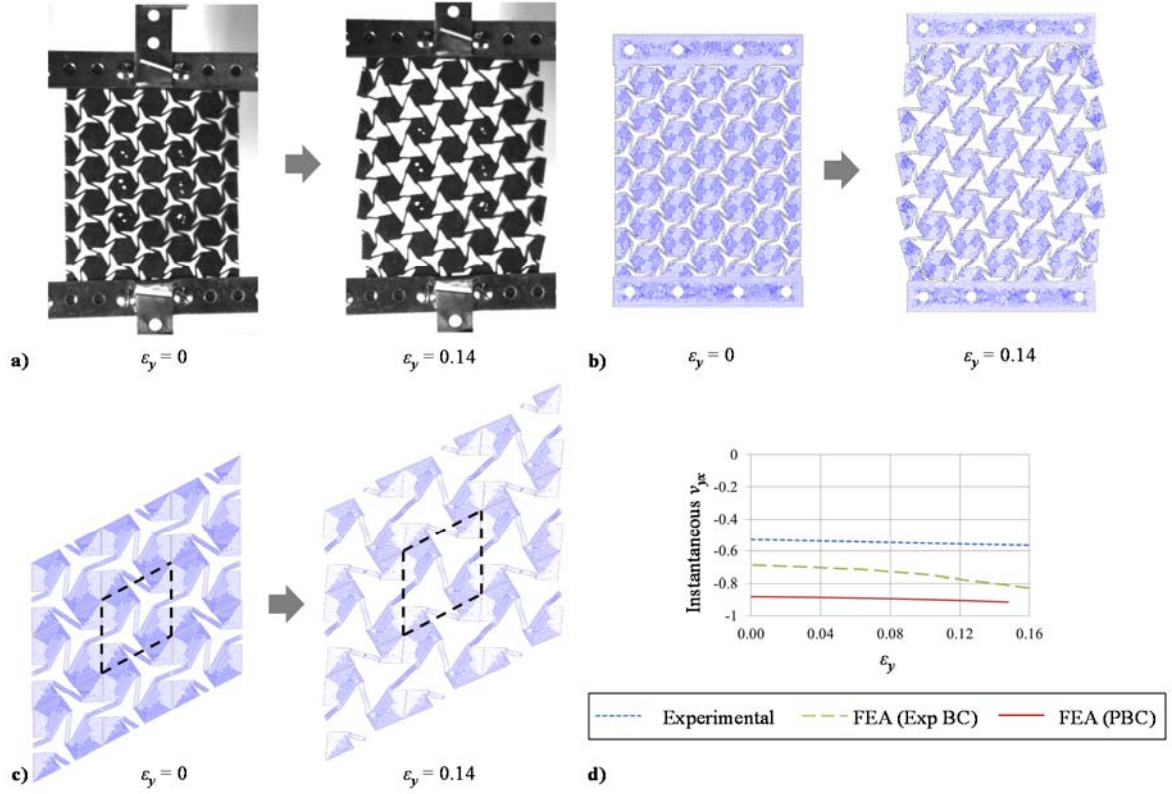 a)
εy = 0
εy = 0.14
b)
εy = 0
εy = 0.14
c)
εy = 0
εy = 0.14
Instantaneous νyx
0
-0.2
-0.4
-0.6
-0.8
-1
0.00 0.04 0.08 0.12 0.16
εy
Experimental FEA (Exp BC) FEA (PBC)
d)